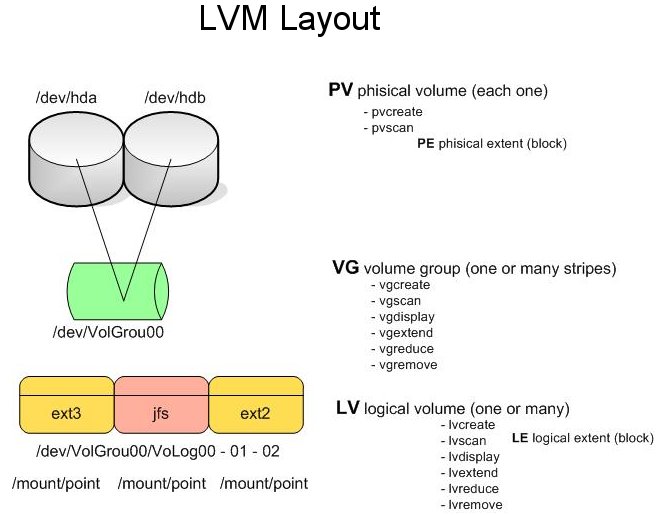 LVM Layout
/dev/hda
/dev/hdb
PV phisical volume (each one)
- pvcreate
- pvscan
PE phisical extent (block)
VG volume group (one or many stripes)
- vgcreate
- vgscan
- vgdisplay
- vgextend
- vgreduce
- vgremove
/dev/VolGrou00
ext3
jfs
ext2
/dev/VolGrou00/VoLog00 - 01 - 02
/mount/point
/mount/point
/mount/point
LV logical volume (one or many)
- lvcreate
- lvscan
LE logical extent (block)
- lvdisplay
- lvextend
- lvreduce
- lvremove